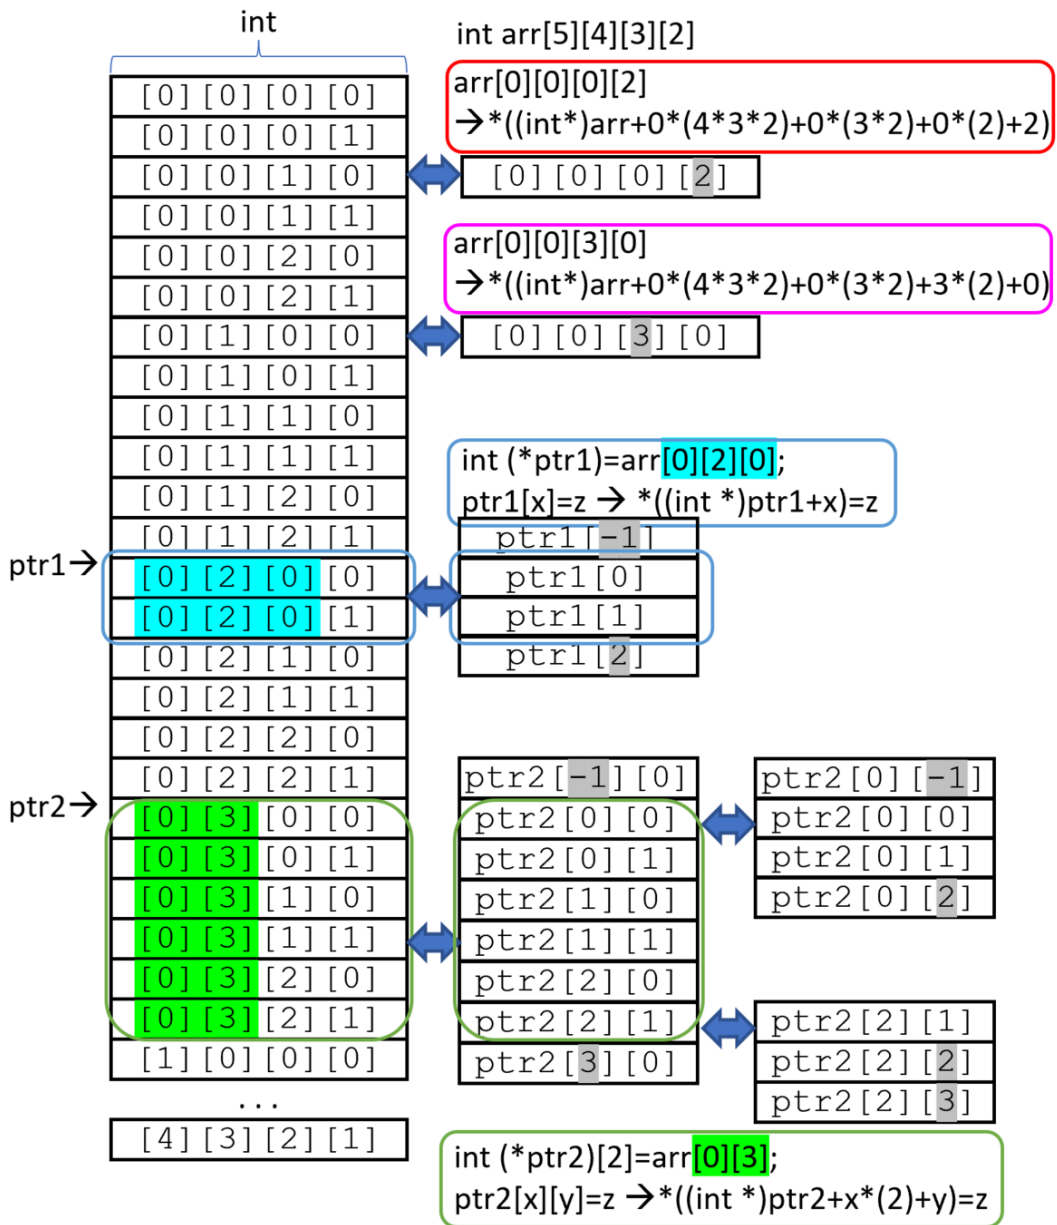 int
int arr[5][4][3][2]
[0][0][0][0]
[0][0][0][1]
[0][0][1][0]
[0][0][1][1]
[0][0][2][0]
[0][0][2][1]
[0][1][0][0]
[0][1][0][1]
[0][1][1][0]
[0][1][1][1]
[0][1][2][0]
[0][1][2][1]
ptr1→
[0][2][0][0]
[0][2][0][1]
[0][2][1][0]
[0][2][1][1]
[0][2][2][0]
[0][2][2][1]
ptr2→
[0][3][0][0]
[0][3][0][1]
[0][3][1][0]
[0][3][1][1]
[0][3][2][0]
[0][3][2][1]
[1][0][0][0]
...
[4][3][2][1]
arr[0][0][0][2]
→*((int*)arr+0*(4*3*2)+0*(3*2)+0*(2)+2)
[0][0][0][2]
arr[0][0][3][0]
→*((int*)arr+0*(4*3*2)+0*(3*2)+3*(2)+0)
[0][0][3][0]
int (*ptr1)=arr[0][2][0];
ptr1[x]=z → *((int *)ptr1+x)=z
ptr1[-1]
ptr1[0]
ptr1[1]
ptr1[2]
ptr2[-1][0]
ptr2[0][0]
ptr2[0][1]
ptr2[1][0]
ptr2[1][1]
ptr2[2][0]
ptr2[2][1]
ptr2[3][0]
ptr2[0][-1]
ptr2[0][0]
ptr2[0][1]
ptr2[0][2]
ptr2[2][1]
ptr2[2][2]
ptr2[2][3]
int (*ptr2)[2]=arr[0][3];
ptr2[x][y]=z →*((int *)ptr2+x*(2)+y)=z